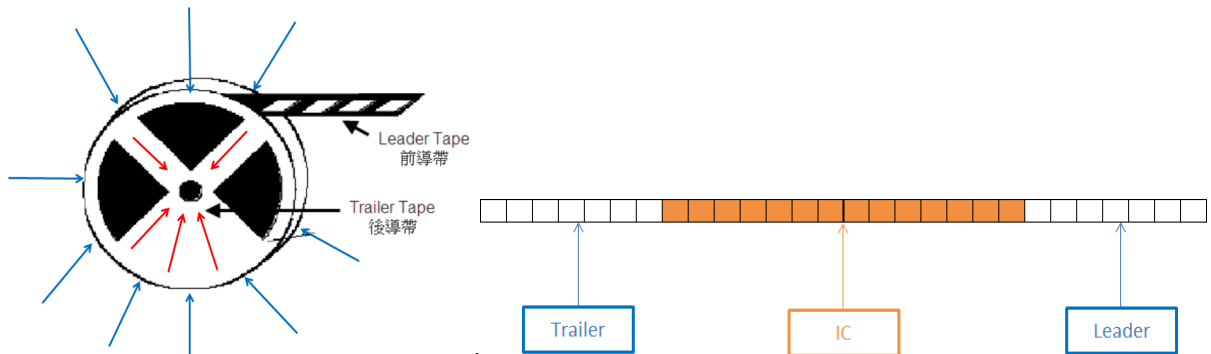 Leader Tape
前導帶
Trailer Tape
後導帶
Trailer
IC
Leader